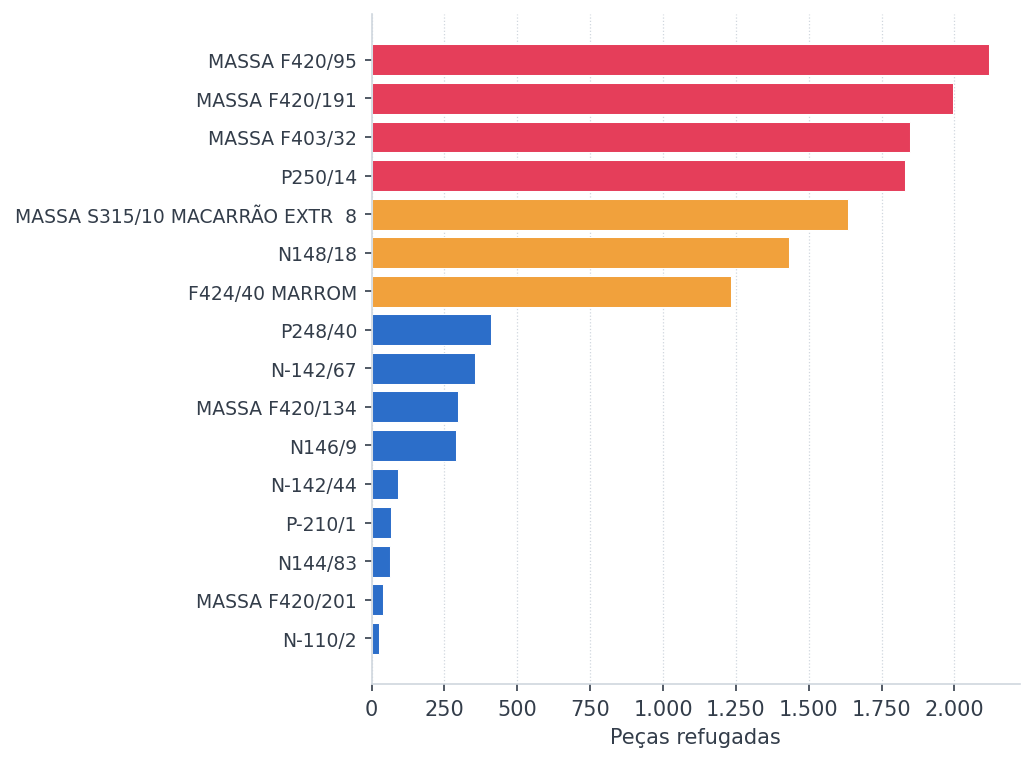 MASSA F420/95
MASSA F420/191
MASSA F403/32
P250/14
MASSA S315/10 MACARRÃO EXTR  8
N148/18
F424/40 MARROM
P248/40
N-142/67
MASSA F420/134
N146/9
N-142/44
P-210/1
N144/83
MASSA F420/201
N-110/2
0 250 500 750 1.000 1.250 1.500 1.750 2.000
Peças refugadas